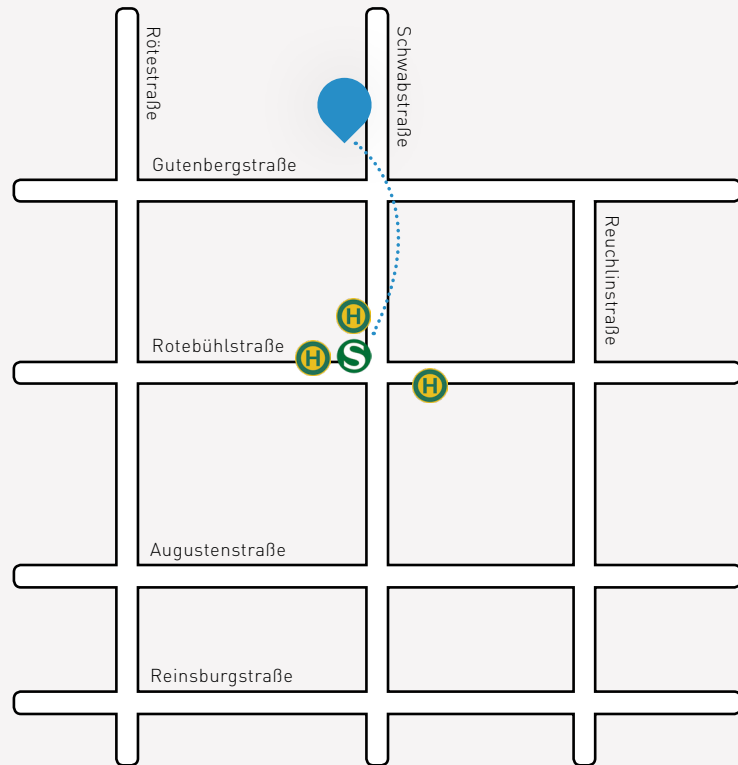 Rötestraße
Schwabstraße
Gutenbergstraße
Reuchlinstraße
H
Rotebühlstraße
H
S
H
Augustenstraße
Reinsburgstraße